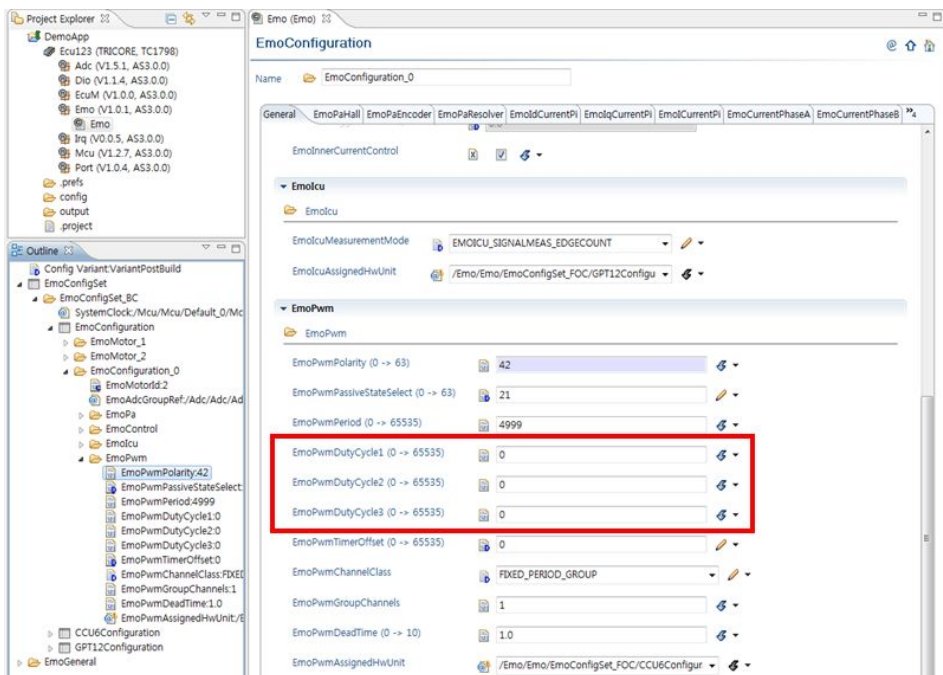 Project Explorer
DemoApp
Ecu123 (TRICORE, TC1798)
Adc (V1.5.1, AS3.0.0)
Dio (V1.1.4, AS3.0.0)
EcuM (V1.0.0, AS3.0.0)
Emo (V1.0.1, AS3.0.0)
Emo
Irq (V0.0.5, AS3.0.0)
Mcu (V1.2.7, AS3.0.0)
Port (V1.0.4, AS3.0.0)
.prefs
config
output
.project
Outline
Config Variant:VariantPostBuild
EmoConfigSet
EmoConfigSet_BC
SystemClock:/Mcu/Mcu/Default_0/Mc
EmoConfiguration
EmoMotor_1
EmoMotor_2
EmoConfiguration_0
EmoMotorId:2
EmoAdcGroupRef:/Adc/Adc/Ad
EmoPa
EmoControl
EmoIcu
EmoPwm
EmoPwmPolarity:42
EmoPwmPassiveStateSelect:
EmoPwmPeriod:4999
EmoPwmDutyCycle1:0
EmoPwmDutyCycle2:0
EmoPwmDutyCycle3:0
EmoPwmTimerOffset:0
EmoPwmChannelClass:FIXED
EmoPwmGroupChannels:1
EmoPwmDeadTime:1.0
EmoPwmAssignedHwUnit:/E
CCU6Configuration
GPT12Configuration
EmoGeneral
Emo (Emo)
EmoConfiguration
Name EmoConfiguration_0
General EmoPaHall EmoPaEncoder EmoPaResolver EmoIdCurrentPi EmoIqCurrentPi EmoICurrentPi EmoCurrentPhaseA EmoCurrentPhaseB »4
EmoInnerCurrentControl
EmoIcu
EmoIcu
EmoIcuMeasurementMode EMOICU_SIGNALMEAS_EDGECOUNT
EmoIcuAssignedHwUnit /Emo/Emo/EmoConfigSet_FOC/GPT12Configu
EmoPwm
EmoPwm
EmoPwmPolarity (0 -> 63) 42
EmoPwmPassiveStateSelect (0 -> 63) 21
EmoPwmPeriod (0 -> 65535) 4999
EmoPwmDutyCycle1 (0 -> 65535) 0
EmoPwmDutyCycle2 (0 -> 65535) 0
EmoPwmDutyCycle3 (0 -> 65535) 0
EmoPwmTimerOffset (0 -> 65535) 0
EmoPwmChannelClass FIXED_PERIOD_GROUP
EmoPwmGroupChannels 1
EmoPwmDeadTime (0 -> 10) 1.0
EmoPwmAssignedHwUnit /Emo/Emo/EmoConfigSet_FOC/CCU6Configur